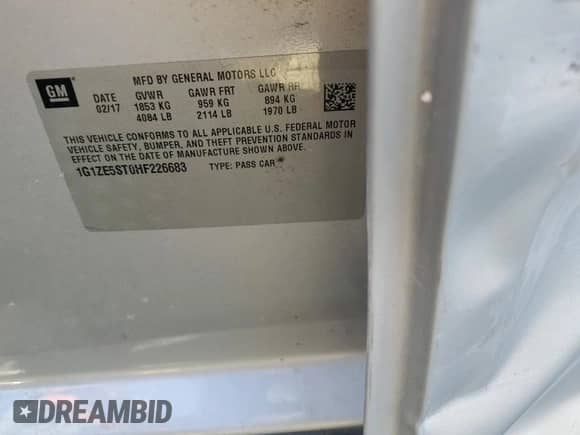 GM
MFD BY GENERAL MOTORS LLC
DATE GVWR GAWR FRT GAWR RR
02/17 1853 KG 959 KG 894 KG
4084 LB 2114 LB 1970 LB
THIS VEHICLE CONFORMS TO ALL APPLICABLE U.S. FEDERAL MOTOR
VEHICLE SAFETY, BUMPER, AND THEFT PREVENTION STANDARDS IN
EFFECT ON THE DATE OF MANUFACTURE SHOWN ABOVE.
1G1ZE5ST0HF226683 TYPE: PASS CAR
DREAMBID